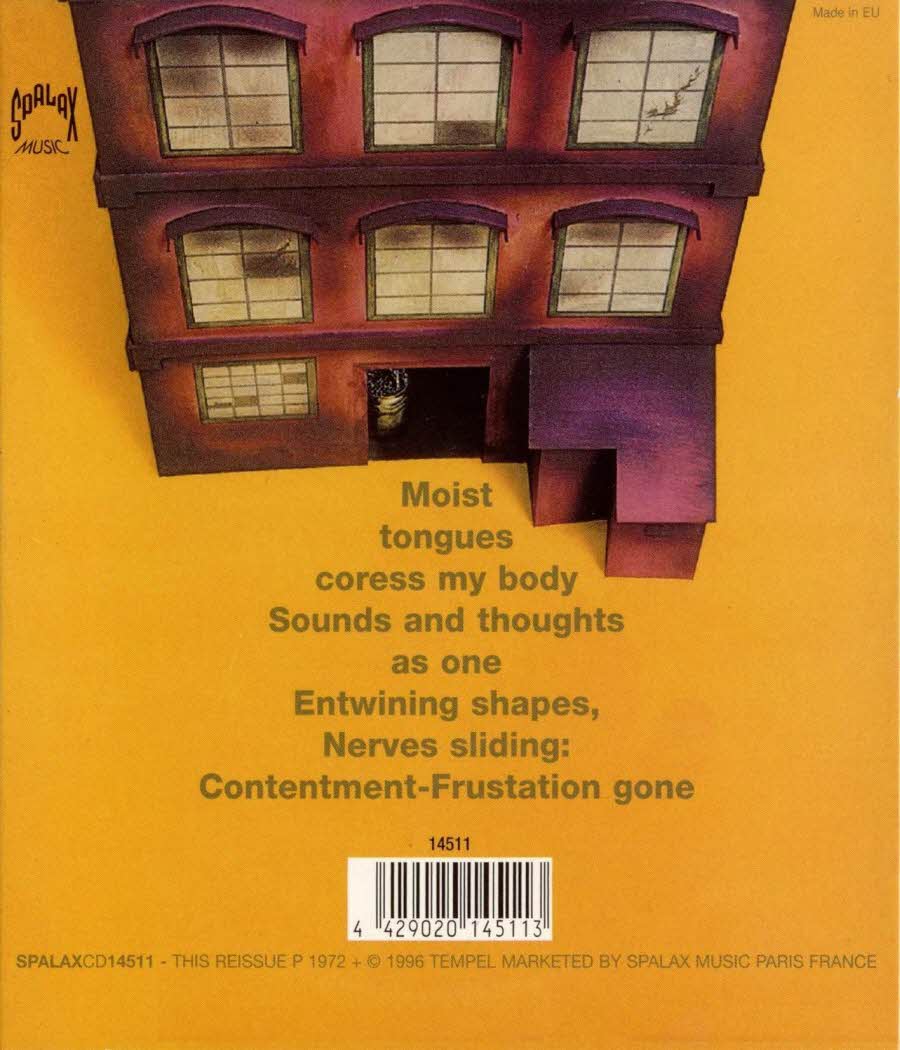 Made in EU
SPALAX
MUSIC
Moist
tongues
coress my body
Sounds and thoughts
as one
Entwining shapes,
Nerves sliding:
Contentment-Frustation gone
14511
4 429020 145113
SPALAXCD14511 - THIS REISSUE P 1972 + © 1996 TEMPEL MARKETED BY SPALAX MUSIC PARIS FRANCE